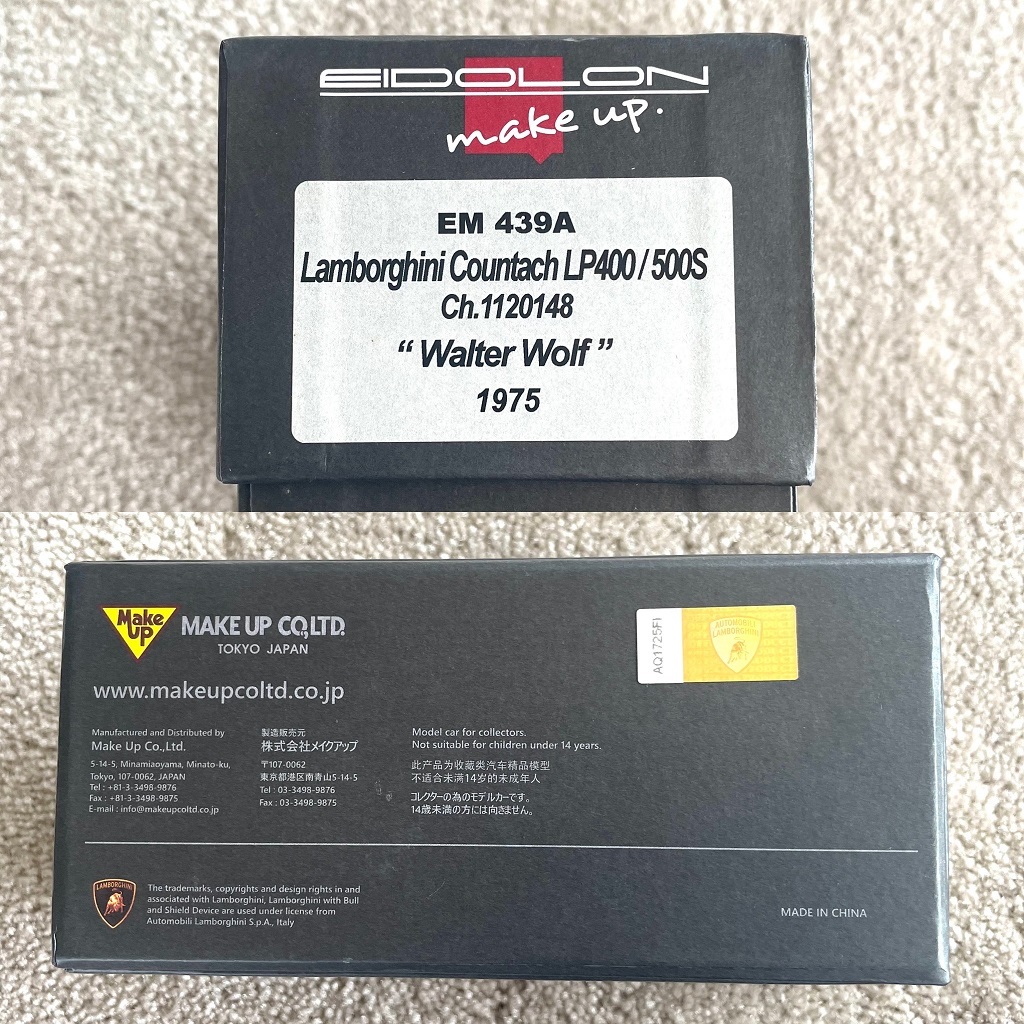 EIDOLON
make up.
EM 439A
Lamborghini Countach LP400 / 500S
Ch.1120148
“ Walter Wolf ”
1975
Make UP
MAKE UP CO.,LTD.
TOKYO JAPAN
www.makeupcoltd.co.jp
Manufactured and Distributed by
Make Up Co.,Ltd.
5-14-5, Minamiaoyama, Minato-ku,
Tokyo, 107-0062, JAPAN
Tel : +81-3-3498-9876
Fax : +81-3-3498-9875
E-mail : info@makeupcoltd.co.jp
製造販売元
株式会社メイクアップ
〒107-0062
東京都港区南青山5-14-5
Tel : 03-3498-9876
Fax : 03-3498-9875
Model car for collectors.
Not suitable for children under 14 years.
此产品为收藏类汽车精品模型
不适合未满14岁的未成年人
コレクターの為のモデルカーです。
14歳未満の方には向きません。
AQ1725FI
AUTOMOBILI
LAMBORGHINI
LAMBORGHINI
The trademarks, copyrights and design rights in and
associated with Lamborghini, Lamborghini with Bull
and Shield Device are used under license from
Automobili Lamborghini S.p.A., Italy
MADE IN CHINA